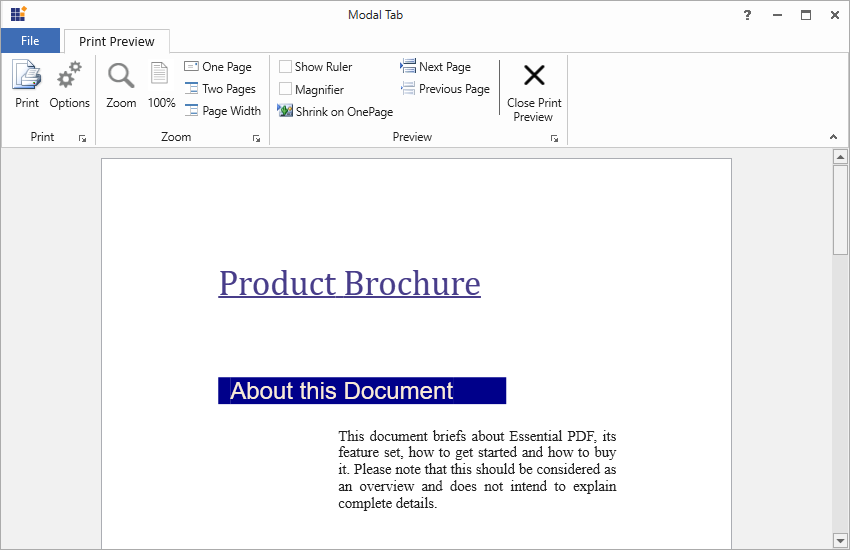 Modal Tab
?
File
Print Preview
Print
Options
Zoom
100%
One Page
Two Pages
Page Width
Show Ruler
Magnifier
Shrink on OnePage
Next Page
Previous Page
Close Print
Preview
Print
Zoom
Preview
Product Brochure
About this Document
This document briefs about Essential PDF, its
feature set, how to get started and how to buy
it. Please note that this should be considered as
an overview and does not intend to explain
complete details.